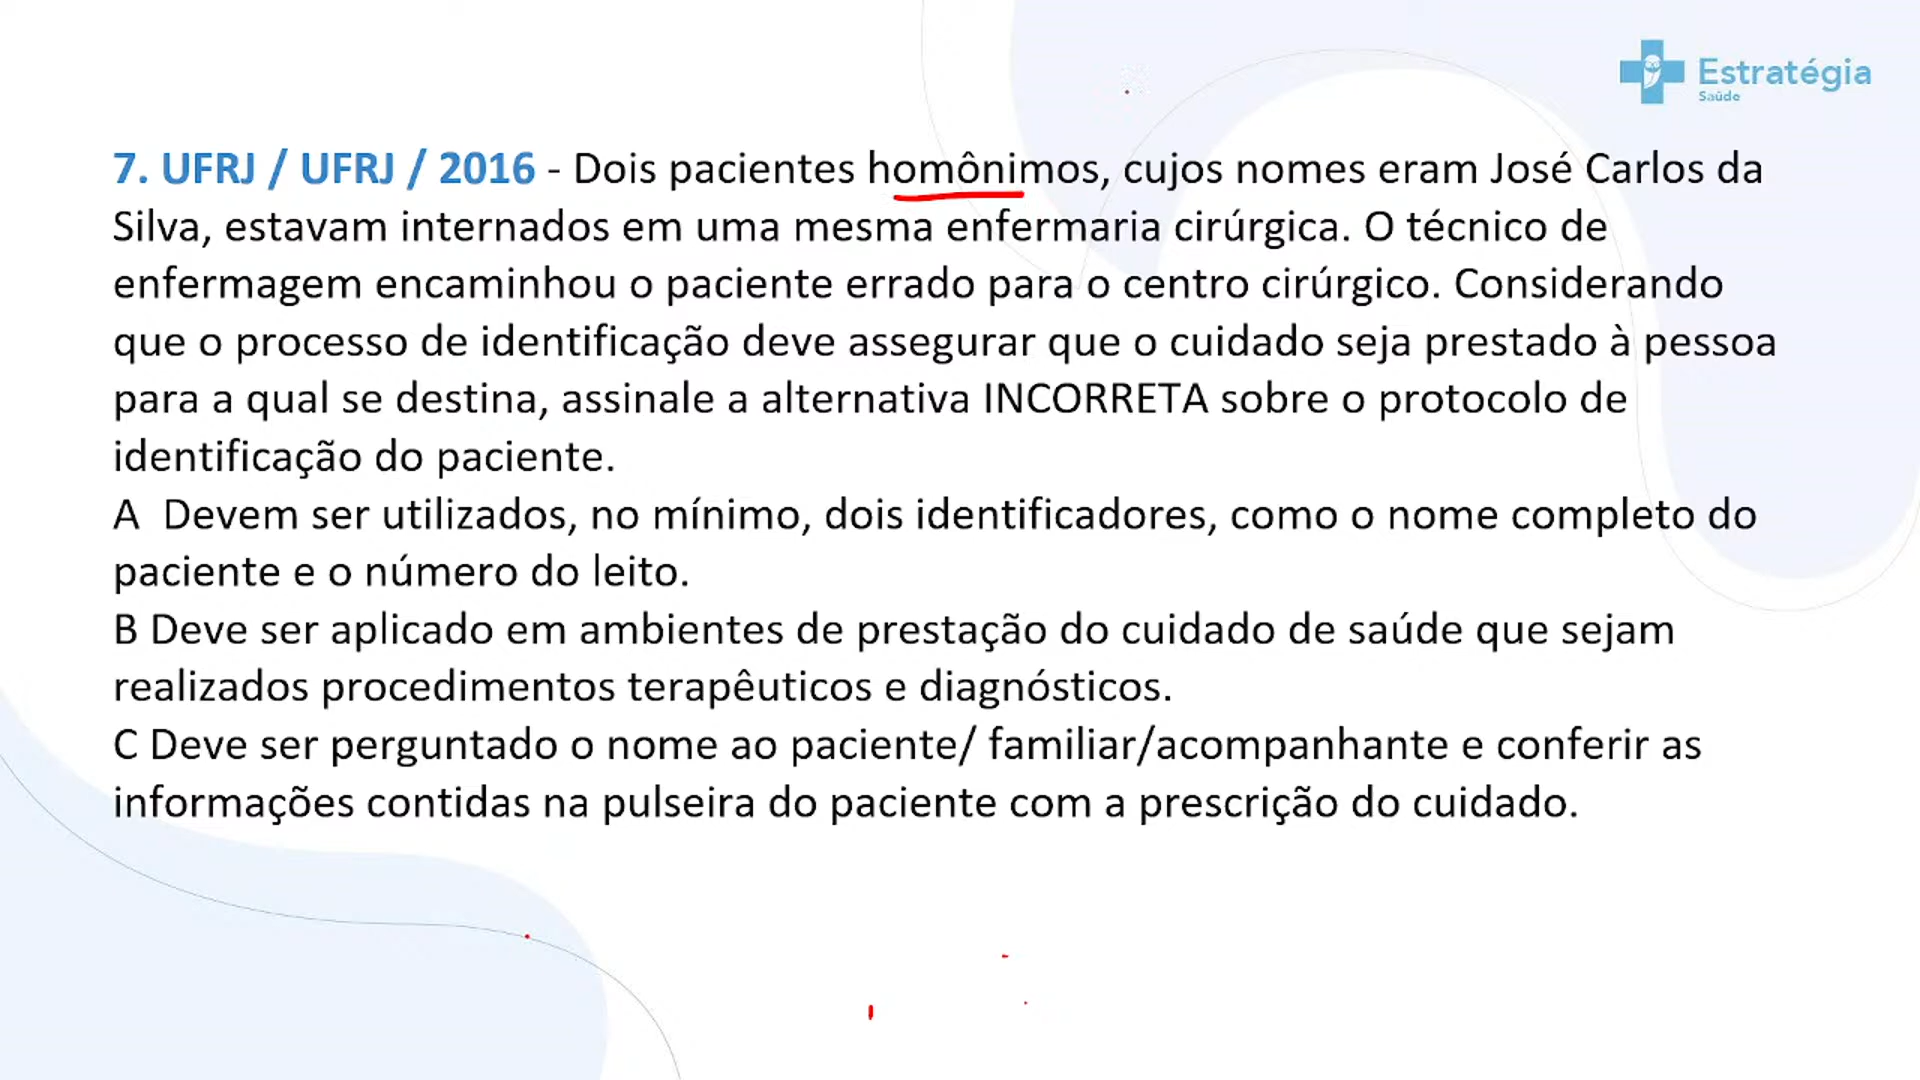 Estratégia
Saúde
7. UFRJ / UFRJ / 2016 - Dois pacientes homônimos, cujos nomes eram José Carlos da
Silva, estavam internados em uma mesma enfermaria cirúrgica. O técnico de
enfermagem encaminhou o paciente errado para o centro cirúrgico. Considerando
que o processo de identificação deve assegurar que o cuidado seja prestado à pessoa
para a qual se destina, assinale a alternativa INCORRETA sobre o protocolo de
identificação do paciente.
A  Devem ser utilizados, no mínimo, dois identificadores, como o nome completo do
paciente e o número do leito.
B Deve ser aplicado em ambientes de prestação do cuidado de saúde que sejam
realizados procedimentos terapêuticos e diagnósticos.
C Deve ser perguntado o nome ao paciente/ familiar/acompanhante e conferir as
informações contidas na pulseira do paciente com a prescrição do cuidado.